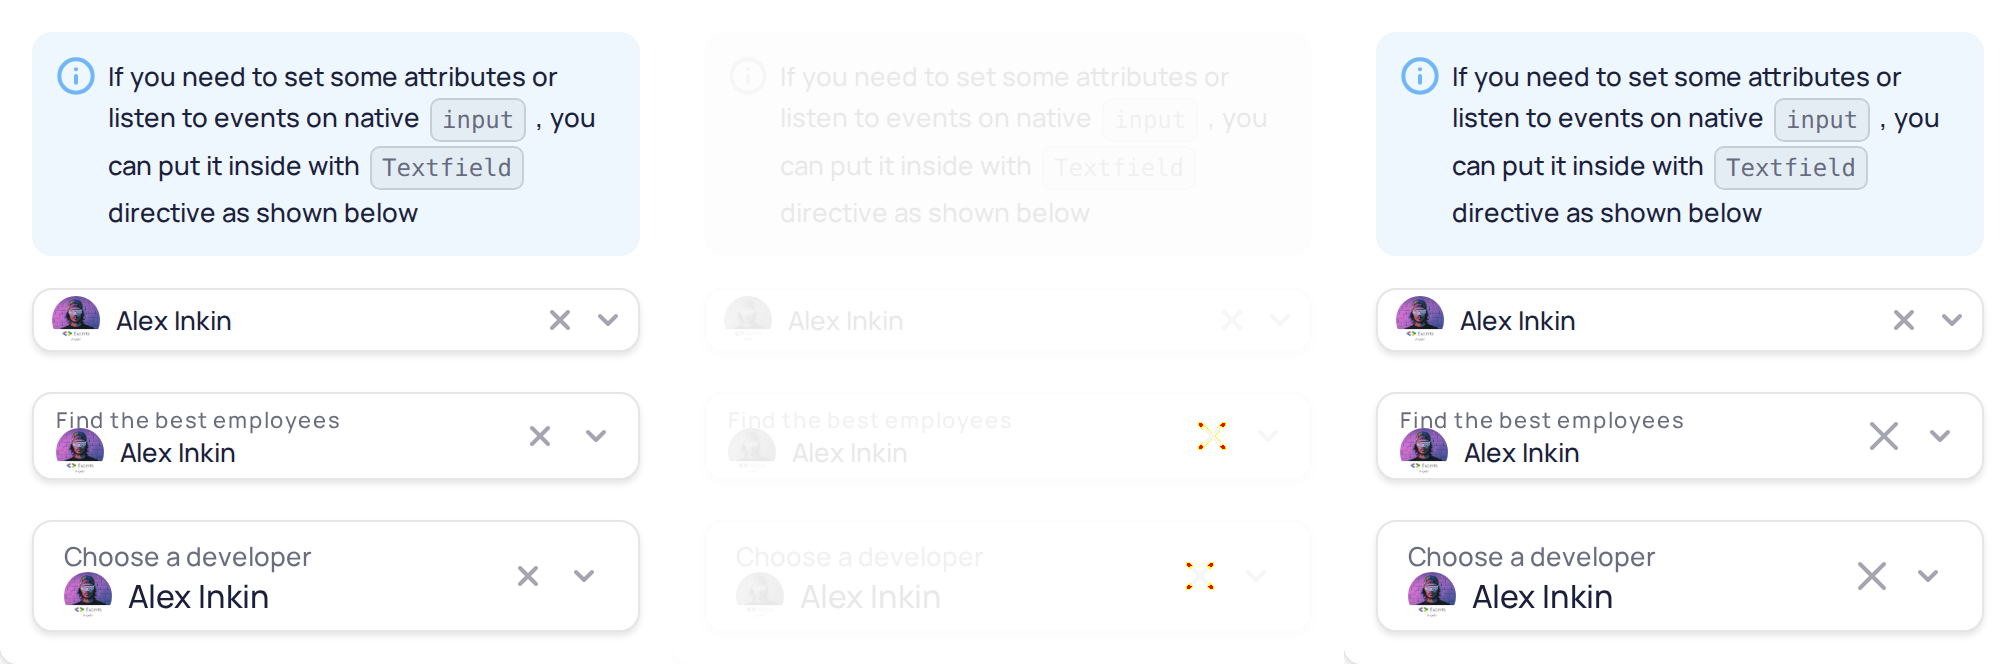 If you need to set some attributes or
listen to events on native input , you
can put it inside with Textfield
directive as shown below
Alex Inkin
Find the best employees
Alex Inkin
Choose a developer
Alex Inkin
If you need to set some attributes or
listen to events on native input , you
can put it inside with Textfield
directive as shown below
Alex Inkin
Find the best employees
Alex Inkin
Choose a developer
Alex Inkin
If you need to set some attributes or
listen to events on native input , you
can put it inside with Textfield
directive as shown below
Alex Inkin
Find the best employees
Alex Inkin
Choose a developer
Alex Inkin